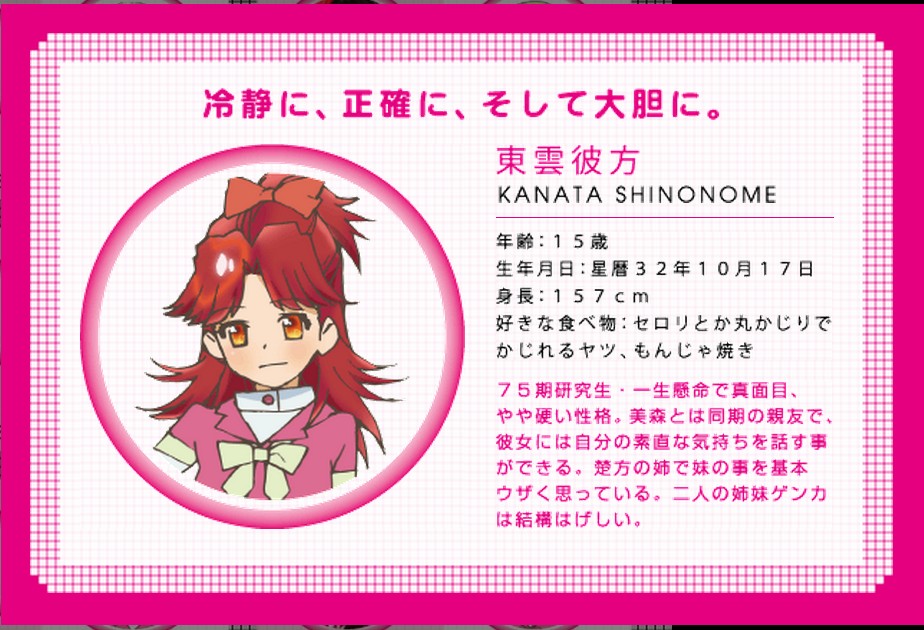 冷静に、正確に、そして大胆に。
東雲彼方
KANATA SHINONOME
年齢：１５歳
生年月日：星暦３２年１０月１７日
身長：１５７ｃｍ
好きな食べ物：セロリとか丸かじりで
かじれるヤツ、もんじゃ焼き
７５期研究生・一生懸命で真面目、
やや硬い性格。美森とは同期の親友で、
彼女には自分の素直な気持ちを話す事
ができる。楚方の姉で妹の事を基本
ウザく思っている。二人の姉妹ゲンカ
は結構はげしい。